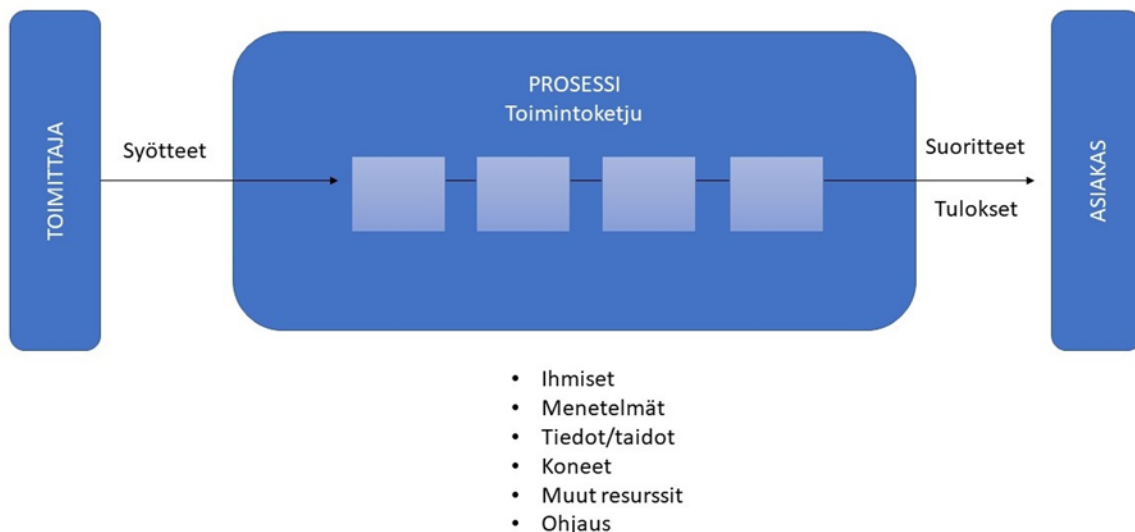 TOIMITTAJA
Syötteet
PROSESSI
Toimintoketju
Suoritteet
Tulokset
ASIAKAS
• Ihmiset
• Menetelmät
• Tiedot/taidot
• Koneet
• Muut resurssit
• Ohjaus